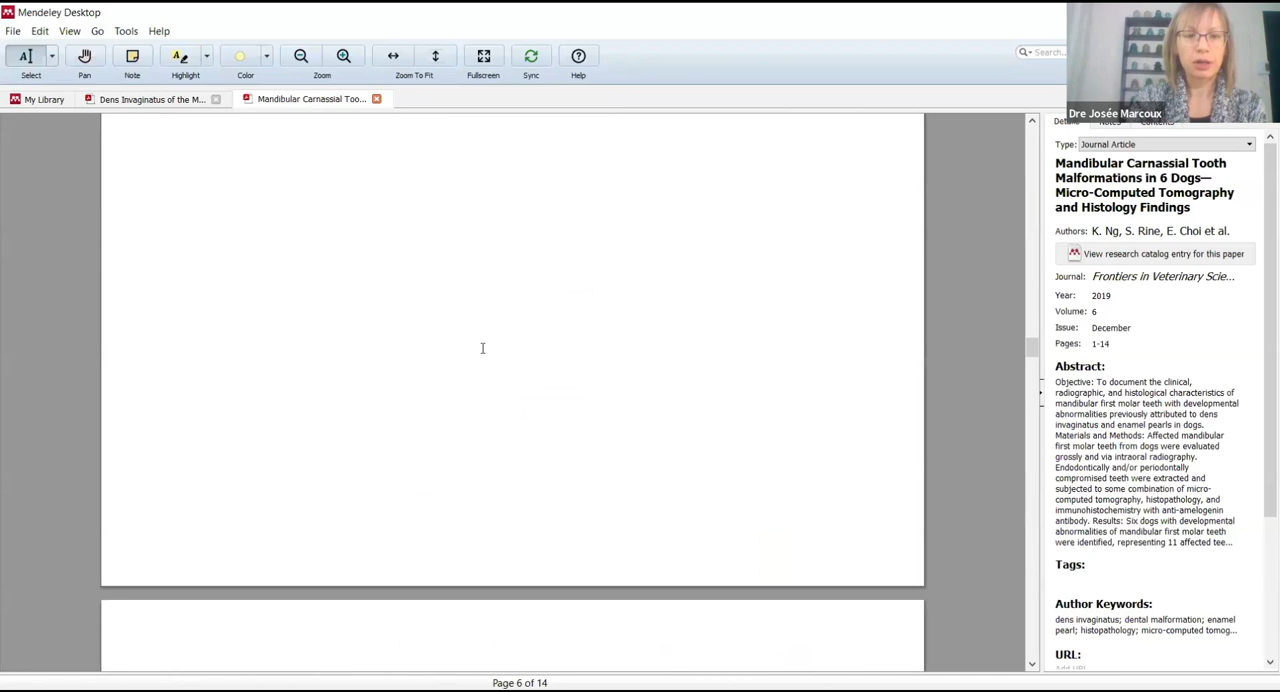 Mendeley Desktop
File Edit View Go Tools Help
Select Pan Note Highlight Color Zoom Zoom To Fit Fullscreen Sync Help
Search...
My Library Dens Invaginatus of the M... Mandibular Carnassial Too...
Dre Josée Marcoux
Details Notes Contents
Type: Journal Article
Mandibular Carnassial Tooth
Malformations in 6 Dogs—
Micro-Computed Tomography
and Histology Findings
Authors: K. Ng, S. Rine, E. Choi et al.
View research catalog entry for this paper
Journal: Frontiers in Veterinary Scie...
Year: 2019
Volume: 6
Issue: December
Pages: 1-14
Abstract:
Objective: To document the clinical,
radiographic, and histological characteristics of
mandibular first molar teeth with developmental
abnormalities previously attributed to dens
invaginatus and enamel pearls in dogs.
Materials and Methods: Affected mandibular
first molar teeth from dogs were evaluated
grossly and via intraoral radiography.
Endodontically and/or periodontally
compromised teeth were extracted and
subjected to some combination of micro-
computed tomography, histopathology, and
immunohistochemistry with anti-amelogenin
antibody. Results: Six dogs with developmental
abnormalities of mandibular first molar teeth
were identified, representing 11 affected tee...
Tags:
Author Keywords:
dens invaginatus; dental malformation; enamel
pearl; histopathology; micro-computed tomog...
URL:
Add URL
Page 6 of 14